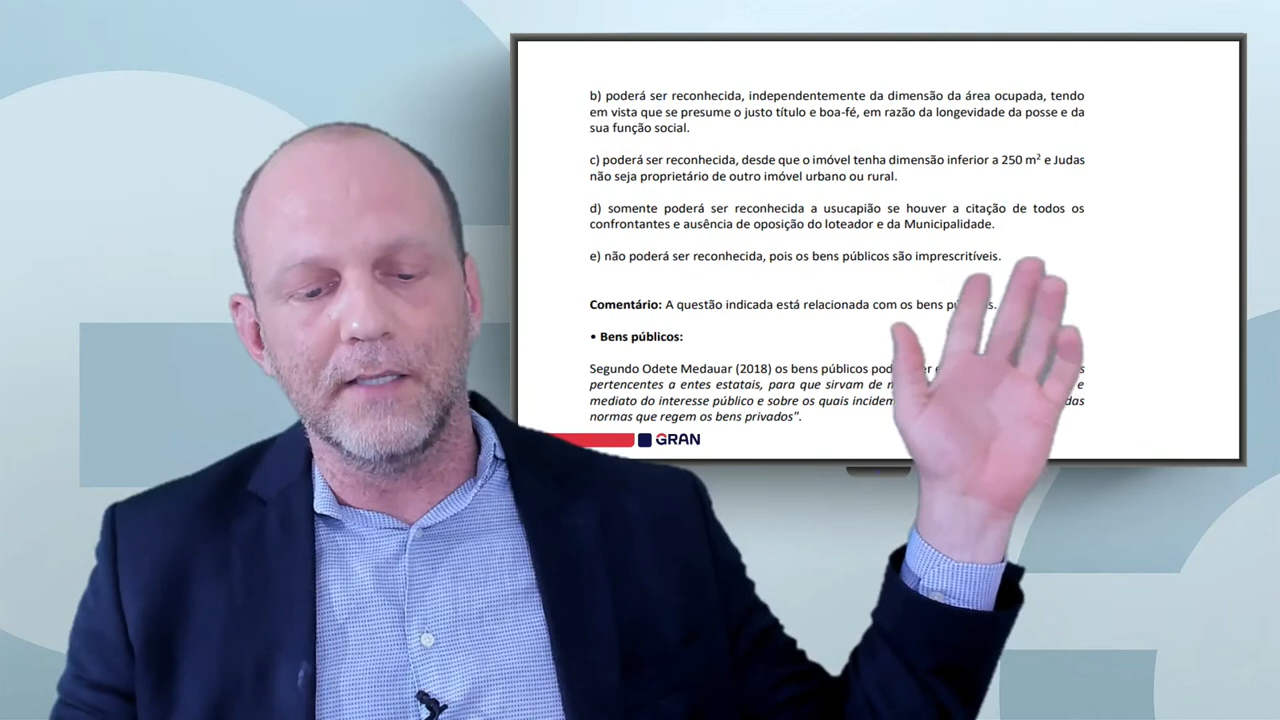 b) poderá ser reconhecida, independentemente da dimensão da área ocupada, tendo
em vista que se presume o justo título e boa-fé, em razão da longevidade da posse e da
sua função social.
c) poderá ser reconhecida, desde que o imóvel tenha dimensão inferior a 250 m² e Judas
não seja proprietário de outro imóvel urbano ou rural.
d) somente poderá ser reconhecida a usucapião se houver a citação de todos os
confrontantes e ausência de oposição do loteador e da Municipalidade.
e) não poderá ser reconhecida, pois os bens públicos são imprescritíveis.
Comentário: A questão indicada está relacionada com os bens
• Bens públicos:
Segundo Odete Medauar (2018) os bens públicos
pertencentes a entes estatais, para que sirvam de e
mediato do interesse público e sobre os quais incidem das
normas que regem os bens privados".
GRAN